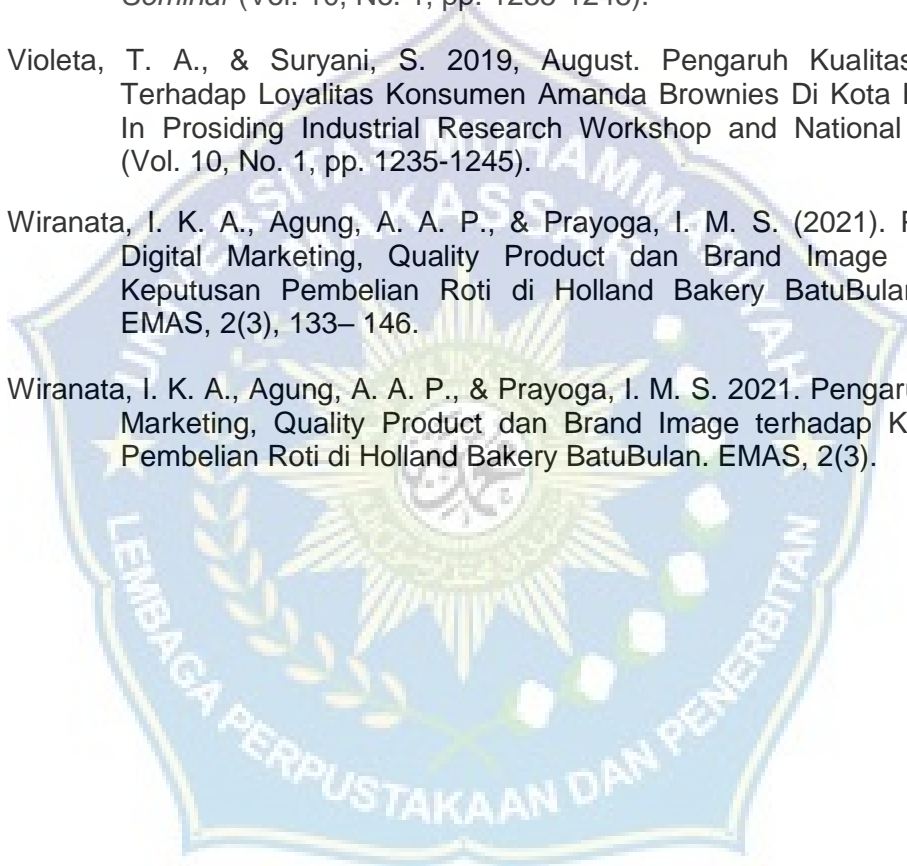 Seminar (Vol. 10, No. 1, pp. 1235-1245).
Violeta, T. A., & Suryani, S. 2019, August. Pengaruh Kualitas
Terhadap Loyalitas Konsumen Amanda Brownies Di Kota
In Prosiding Industrial Research Workshop and National
(Vol. 10, No. 1, pp. 1235-1245).
Wiranata, I. K. A., Agung, A. A. P., & Prayoga, I. M. S. (2021).
Digital Marketing, Quality Product dan Brand Image
Keputusan Pembelian Roti di Holland Bakery BatuBulan
EMAS, 2(3), 133– 146.
Wiranata, I. K. A., Agung, A. A. P., & Prayoga, I. M. S. 2021. Pengaru
Marketing, Quality Product dan Brand Image terhadap K
Pembelian Roti di Holland Bakery BatuBulan. EMAS, 2(3).
UNIVERSITAS MUHAMMADIYAH
MAKASSAR
LEMBAGA PERPUSTAKAAN DAN PENERBITAN